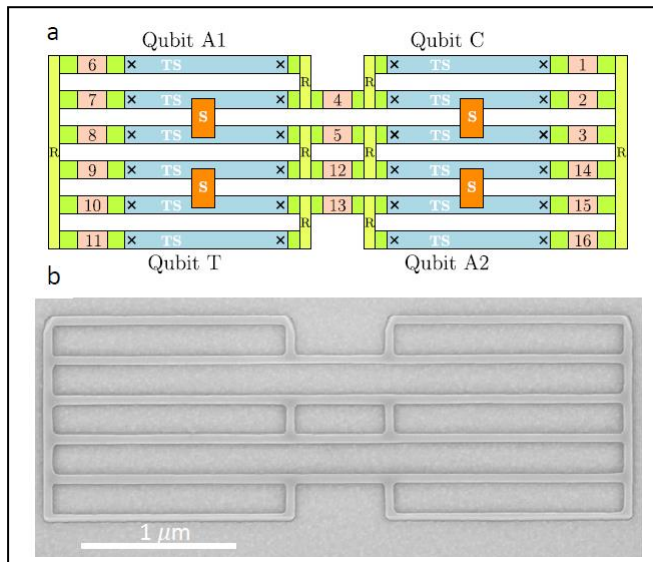 a
Qubit A1 Qubit C
6 TS R R TS 1
7 TS 4 TS 2
S S
8 TS 5 TS 3
R R R R
9 TS 12 TS 14
S S
10 TS 13 TS 15
R R
11 TS TS 16
Qubit T Qubit A2
b
1 μm